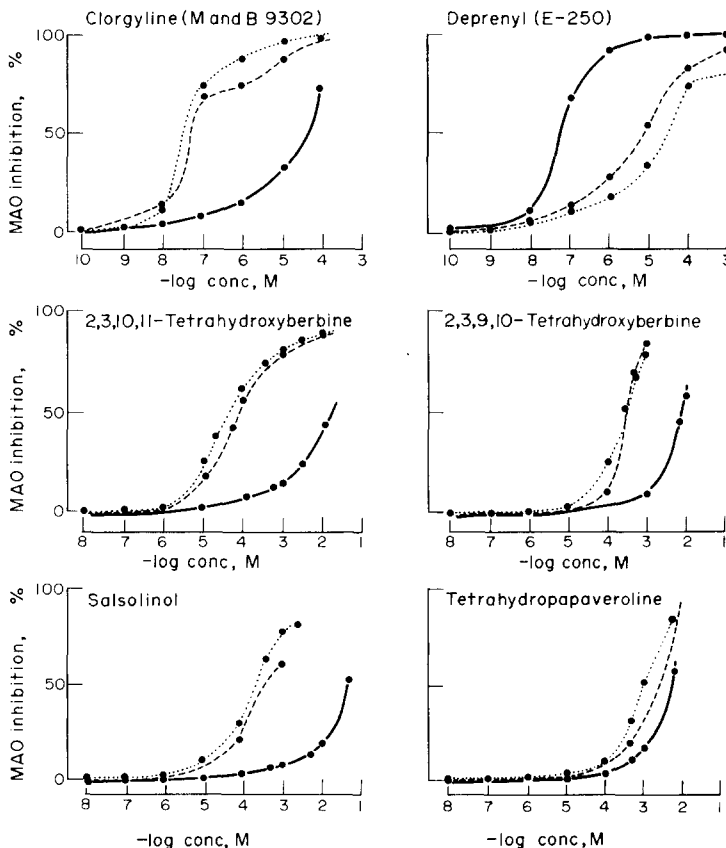 Clorgyline (M and B 9302)
Deprenyl (E-250)
MAO inhibition, %
100
50
0
10 9 8 7 6 5 4 3
-log conc, M
10 9 8 7 6 5 4 3
-log conc, M
2,3,10,11-Tetrahydroxyberbine
2,3,9,10-Tetrahydroxyberbine
MAO inhibition, %
100
50
0
8 7 6 5 4 3 2 1
-log conc, M
8 7 6 5 4 3 2 1
-log conc, M
Salsolinol
Tetrahydropapaveroline
MAO inhibition, %
100
50
0
8 7 6 5 4 3 2 1
-log conc, M
8 7 6 5 4 3 2 1
-log conc, M